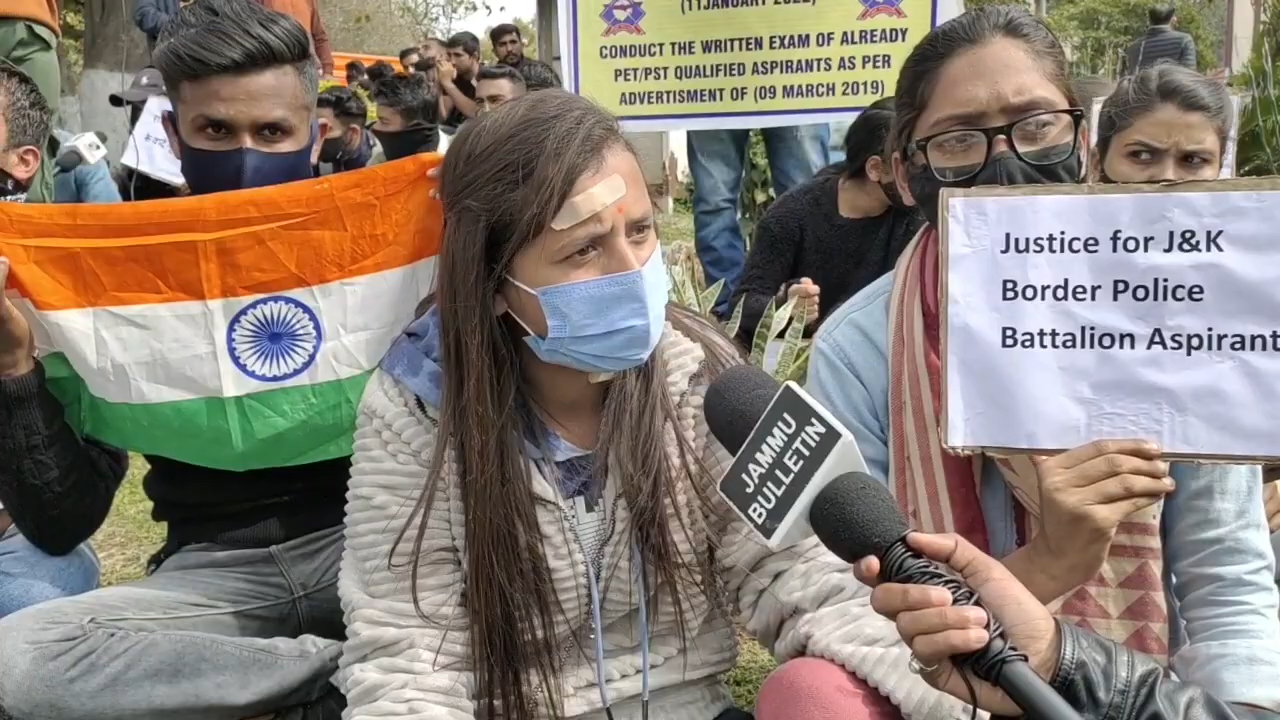 (11JANUARY 2022)
CONDUCT THE WRITTEN EXAM OF ALREADY
PET/PST QUALIFIED ASPIRANTS AS PER
ADVERTISMENT OF (09 MARCH 2019)
Justice for J&K
Border Police
Battalion Aspirant
JAMMU
BULLETIN